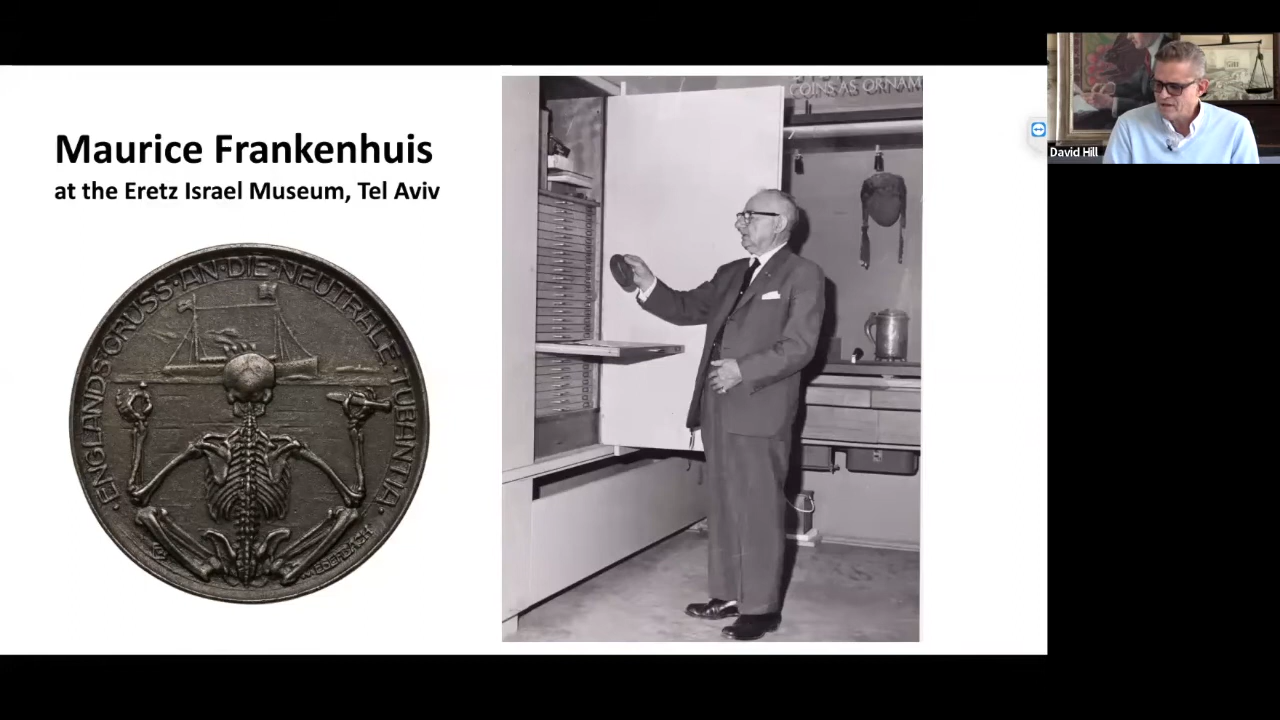 Maurice Frankenhuis
at the Eretz Israel Museum, Tel Aviv
COINS AS ORNAM
·ENGLANDS·GRUSS·AN·DIE·NEUTRALE·TUBANTIA·
W·EBERBACH
David Hill